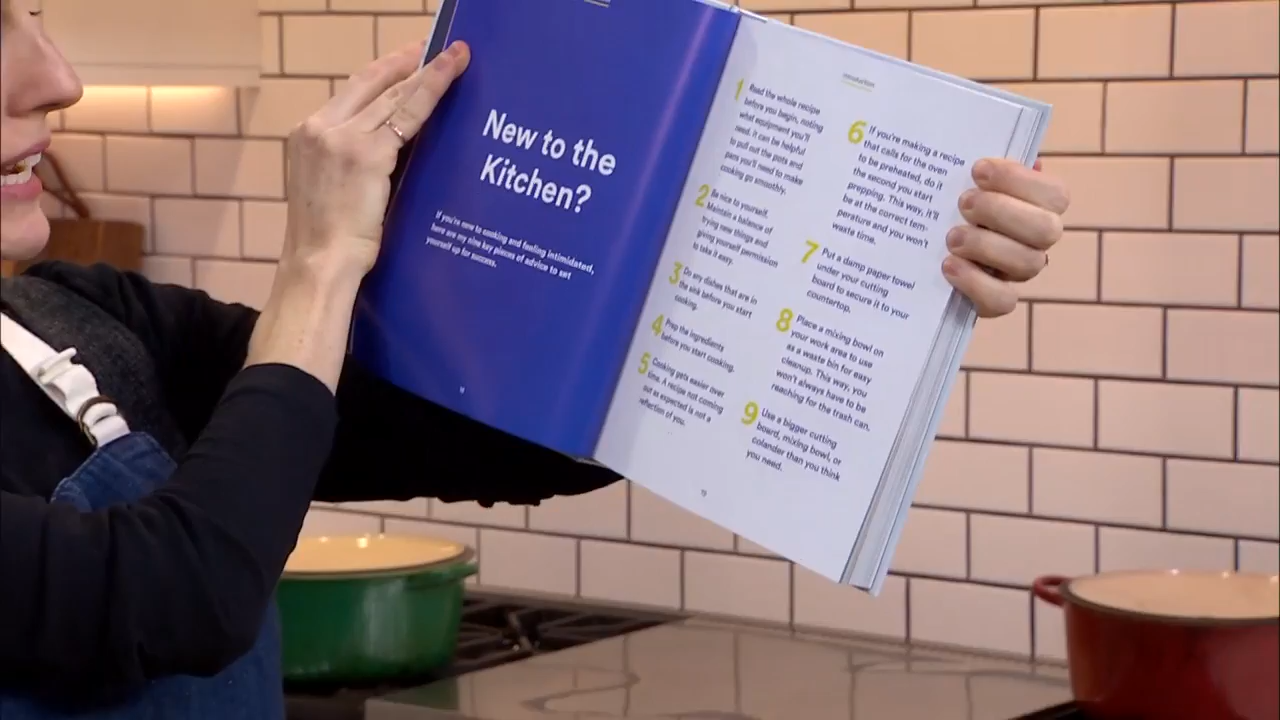 New to the
Kitchen?
If you're new to cooking and feeling intimidated,
here are my nine key pieces of advice to set
yourself up for success.
introduction
1 Read the whole recipe
before you begin, noting
what equipment you'll
need. It can be helpful
to pull out the pots and
pans you'll need to make
cooking go smoothly.
2 Be nice to yourself.
Maintain a balance of
trying new things and
giving yourself permission
to take it easy.
3 Do any dishes that are in
the sink before you start
cooking.
4 Prep the ingredients
before you start cooking.
5 Cooking gets easier over
time. A recipe not coming
out as expected is not a
reflection of you.
6 If you're making a recipe
that calls for the oven
to be preheated, do it
the second you start
prepping. This way, it'll
be at the correct tem-
perature and you won't
waste time.
7 Put a damp paper towel
under your cutting
board to secure it to your
countertop.
8 Place a mixing bowl on
your work area to use
as a waste bin for easy
cleanup. This way, you
won't always have to be
reaching for the trash can.
9 Use a bigger cutting
board, mixing bowl, or
colander than you think
you need.